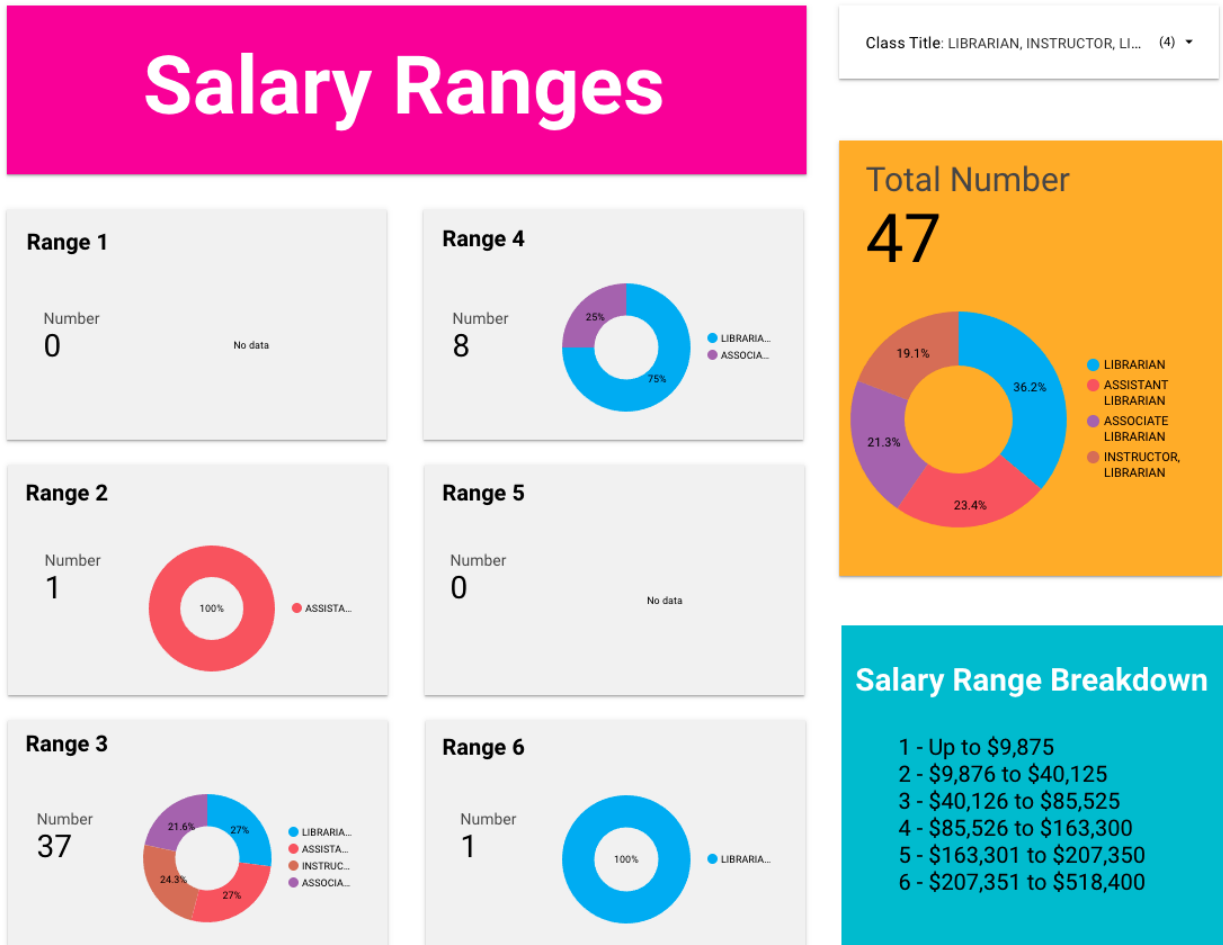 Salary Ranges
Class Title: LIBRARIAN, INSTRUCTOR, LI... (4)
Total Number
47
36.2%
23.4%
21.3%
19.1%
LIBRARIAN
ASSISTANT
LIBRARIAN
ASSOCIATE
LIBRARIAN
INSTRUCTOR,
LIBRARIAN
Range 1
Number
0
No data
Range 4
Number
8
25%
75%
LIBRARIA...
ASSOCIA...
Range 2
Number
1
100%
ASSISTA...
Range 5
Number
0
No data
Range 3
Number
37
21.6%
27%
24.3%
27%
LIBRARIA...
ASSISTA...
INSTRUC...
ASSOCIA...
Range 6
Number
1
100%
LIBRARIA...
Salary Range Breakdown
1 - Up to $9,875
2 - $9,876 to $40,125
3 - $40,126 to $85,525
4 - $85,526 to $163,300
5 - $163,301 to $207,350
6 - $207,351 to $518,400